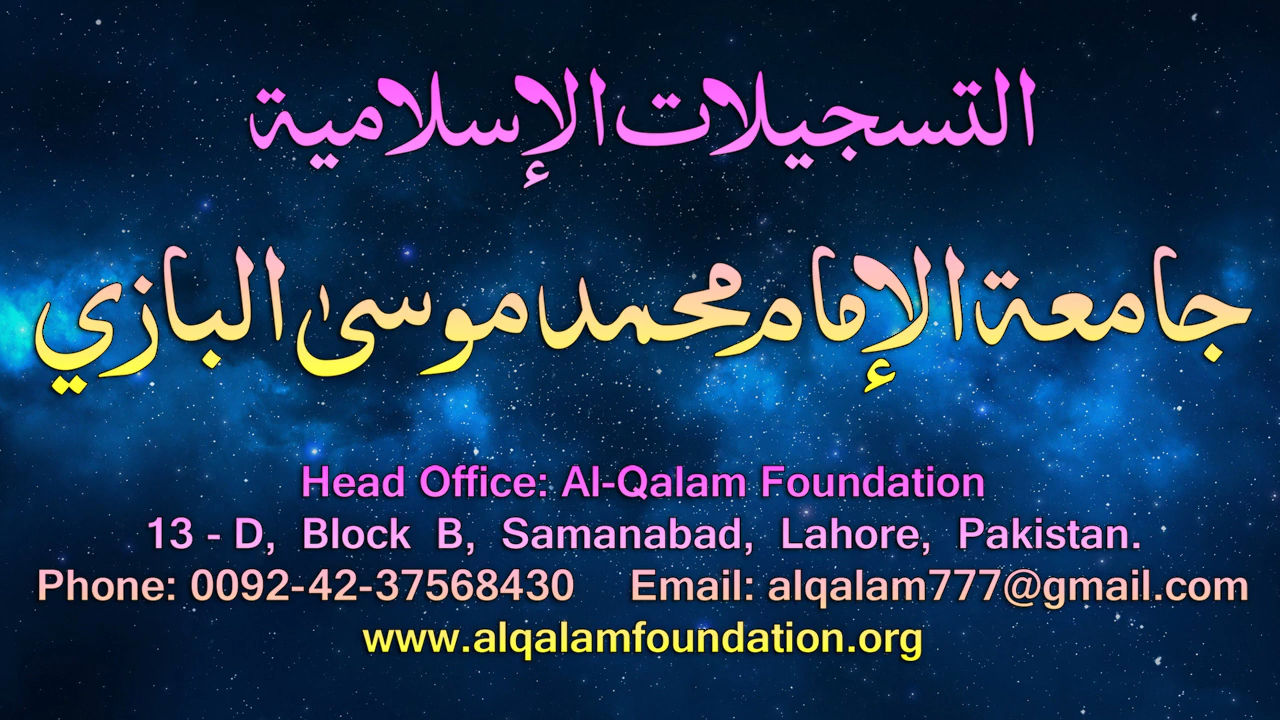 التسجيلات الإسلامية
جامعة الإمام محمد موسىٰ البازي
Head Office: Al-Qalam Foundation
13 - D, Block B, Samanabad, Lahore, Pakistan.
Phone: 0092-42-37568430 Email: alqalam777@gmail.com
www.alqalamfoundation.org